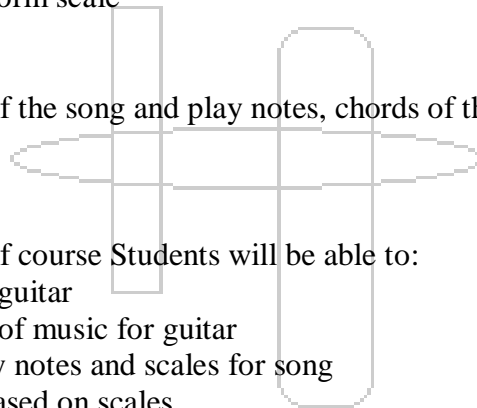 orm scale
f the song and play notes, chords of th
f course Students will be able to:
guitar
of music for guitar
notes and scales for song
ased on scales